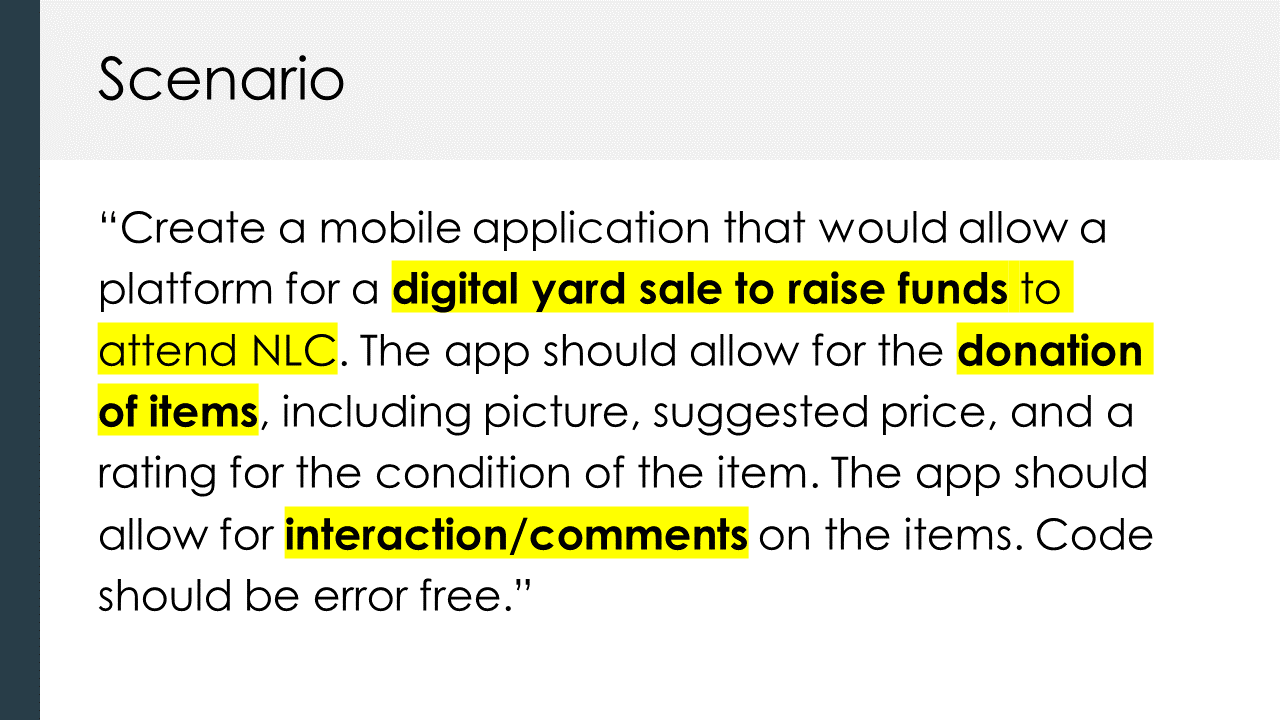 Scenario
“Create a mobile application that would allow a
platform for a digital yard sale to raise funds to
attend NLC. The app should allow for the donation
of items, including picture, suggested price, and a
rating for the condition of the item. The app should
allow for interaction/comments on the items. Code
should be error free.”